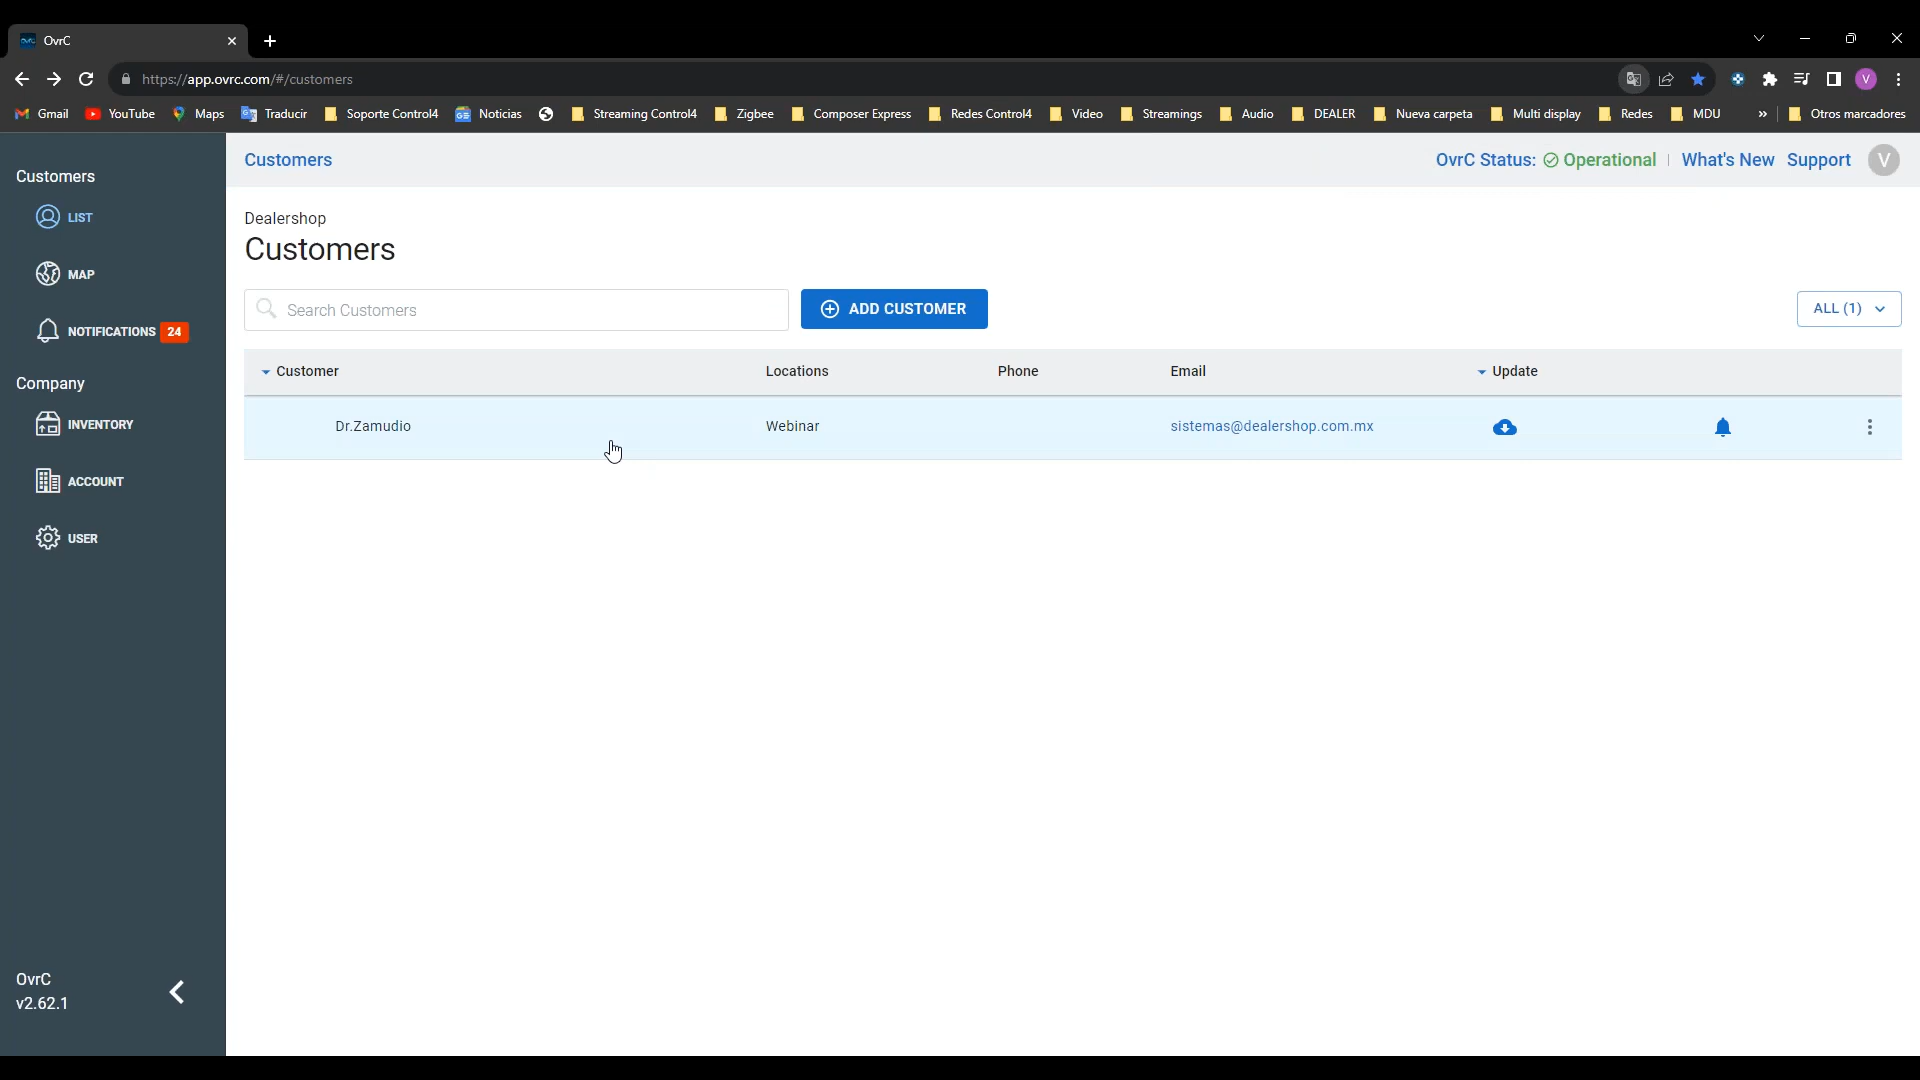 OvrC
https://app.ovrc.com/#/customers
Gmail YouTube Maps Traducir Soporte Control4 Noticias Streaming Control4 Zigbee Composer Express Redes Control4 Video Streamings Audio DEALER Nueva carpeta Multi display Redes MDU » Otros marcadores
V
Customers
OvrC Status: Operational | What's New Support V
Customers
LIST
MAP
NOTIFICATIONS 24
Company
INVENTORY
ACCOUNT
USER
OvrC
v2.62.1
Dealershop
Customers
Search Customers
ADD CUSTOMER
ALL (1)
Customer Locations Phone Email Update
Dr.Zamudio Webinar sistemas@dealershop.com.mx